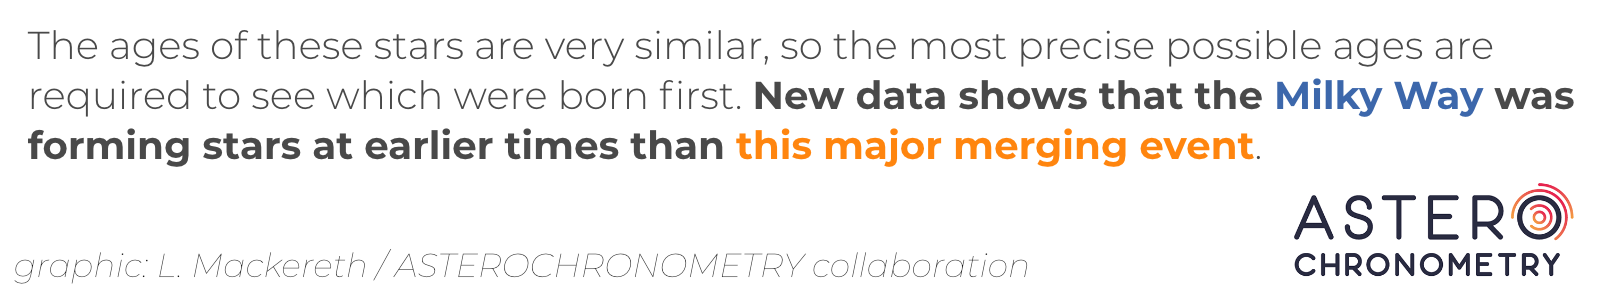 The ages of these stars are very similar, so the most precise possible ages are
required to see which were born first. New data shows that the Milky Way was
forming stars at earlier times than this major merging event.
ASTERO
CHRONOMETRY
graphic: L. Mackereth / ASTEROCHRONOMETRY collaboration